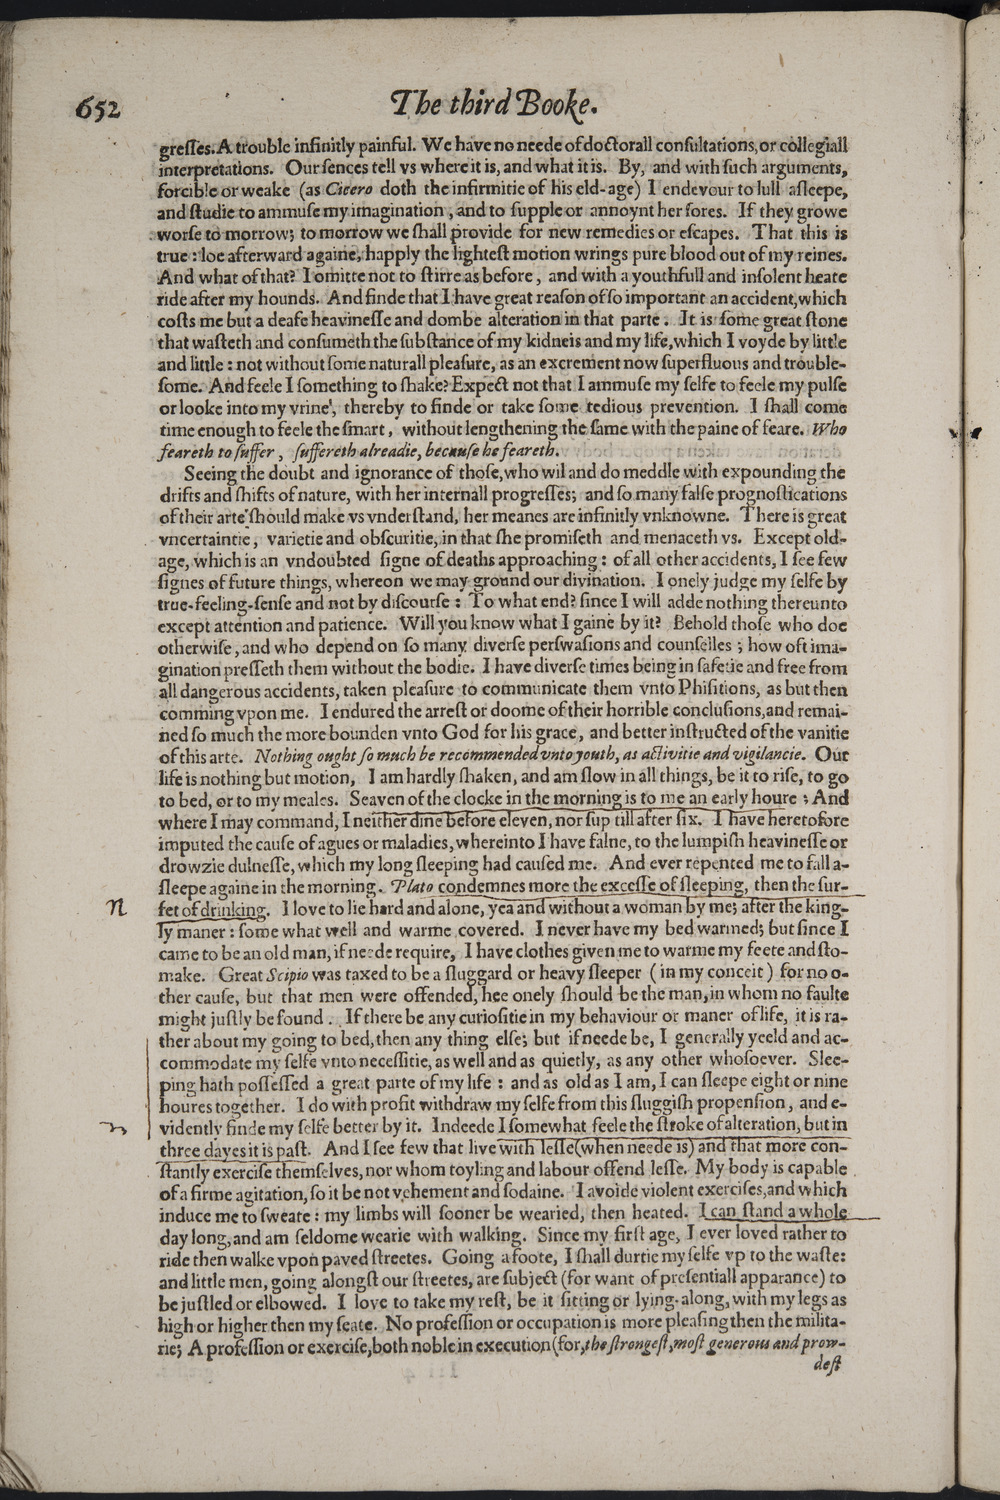 652
The third Booke.
greſſes. A trouble infinitly painful. We have no neede of doctorall conſultations, or collegiall
interpretations. Our ſences tell vs where it is, and what it is. By, and with ſuch arguments,
forcible or weake (as Cicero doth the infirmitie of his eld-age) I endevour to lull aſleepe,
and ſtudie to ammuſe my imagination, and to ſupple or annoynt her ſores. If they growe
worſe to morrow; to morrow we ſhall provide for new remedies or eſcapes. That this is
true: loe afterward againe, happly the lighteſt motion wrings pure blood out of my reines.
And what of that? I omitte not to ſtirre as before, and with a youthfull and inſolent heate
ride after my hounds. And finde that I have great reaſon of ſo important an accident, which
coſts me but a deafe heavineſſe and dombe alteration in that parte. It is ſome great ſtone
that waſteth and conſumeth the ſubſtance of my kidneis and my life, which I voyde by little
and little: not without ſome naturall pleaſure, as an excrement now ſuperfluous and trouble-
ſome. And feele I ſomething to ſhake? Expect not that I ammuſe my ſelfe to feele my pulſe
or looke into my vrine, thereby to finde or take ſome tedious prevention. I ſhall come
time enough to feele the ſmart, without lengthening the ſame with the paine of feare. Who
feareth to ſuffer, ſuffereth alreadie, becauſe he feareth.
Seeing the doubt and ignorance of thoſe, who wil and do meddle with expounding the
drifts and ſhifts of nature, with her internall progreſſes; and ſo many falſe prognoſtications
of their arte ſhould make vs vnderſtand, her meanes are infinitly vnknowne. There is great
vncertaintie, varietie and obſcuritie, in that ſhe promiſeth and menaceth vs. Except old-
age, which is an vndoubted ſigne of deaths approaching: of all other accidents, I ſee few
ſignes of future things, whereon we may ground our divination. I onely judge my ſelfe by
true-feeling-ſenſe and not by diſcourſe: To what end? ſince I will adde nothing thereunto
except attention and patience. Will you know what I gaine by it? Behold thoſe who doe
otherwiſe, and who depend on ſo many diverſe perſwaſions and counſelles; how oft ima-
gination preſſeth them without the bodie. I have diverſe times being in ſafetie and free from
all dangerous accidents, taken pleaſure to communicate them vnto Phiſitions, as but then
comming vpon me. I endured the arreſt or doome of their horrible concluſions, and remai-
ned ſo much the more bounden vnto God for his grace, and better inſtructed of the vanitie
of this arte. Nothing ought ſo much be recommended vnto youth, as activitie and vigilancie. Our
life is nothing but motion, I am hardly ſhaken, and am ſlow in all things, be it to riſe, to go
to bed, or to my meales. Seaven of the clocke in the morning is to me an early houre; And
where I may command, I neither dine before eleven, nor ſup till after ſix. I have heretofore
imputed the cauſe of agues or maladies, whereinto I have falne, to the lumpiſh heavineſſe or
drowzie dulneſſe, which my long ſleeping had cauſed me. And ever repented me to fall a-
ſleepe againe in the morning. Plato condemnes more the exceſſe of ſleeping, then the ſur-
n fet of drinking. I love to lie hard and alone, yea and without a woman by me; after the king-
ly maner: ſome what well and warme covered. I never have my bed warmed; but ſince I
came to be an old man, if neede require, I have clothes given me to warme my feete and ſto-
make. Great Scipio was taxed to be a ſluggard or heavy ſleeper (in my conceit) for no o-
ther cauſe, but that men were offended, hee onely ſhould be the man, in whom no faulte
might juſtly be found. If there be any curioſitie in my behaviour or maner of life, it is ra-
ther about my going to bed, then any thing elſe; but if neede be, I generally yeeld and ac-
commodate my ſelfe vnto neceſſitie, as well and as quietly, as any other whoſoever. Slee-
ping hath poſſeſſed a great parte of my life: and as old as I am, I can ſleepe eight or nine
houres together. I do with profit withdraw my ſelfe from this ſluggiſh propenſion, and e-
vidently finde my ſelfe better by it. Indeede I ſomewhat feele the ſtroke of alteration, but in
three dayes it is paſt. And I ſee few that live with leſſe (when neede is) and that more con-
ſtantly exerciſe themſelves, nor whom toyling and labour offend leſſe. My body is capable
of a firme agitation, ſo it be not vehement and ſodaine. I avoide violent exerciſes, and which
induce me to ſweate: my limbs will ſooner be wearied, then heated. I can ſtand a whole
day long, and am ſeldome wearie with walking. Since my firſt age, I ever loved rather to
ride then walke vpon paved ſtreetes. Going a foote, I ſhall durtie my ſelfe vp to the waſte:
and little men, going alongſt our ſtreetes, are ſubject (for want of preſentiall apparance) to
be juſtled or elbowed. I love to take my reſt, be it ſitting or lying-along, with my legs as
high or higher then my ſeate. No profeſſion or occupation is more pleaſing then the milita-
rie; A profeſſion or exerciſe, both noble in execution (for, the ſtrongeſt, moſt generous and prow-
deſt